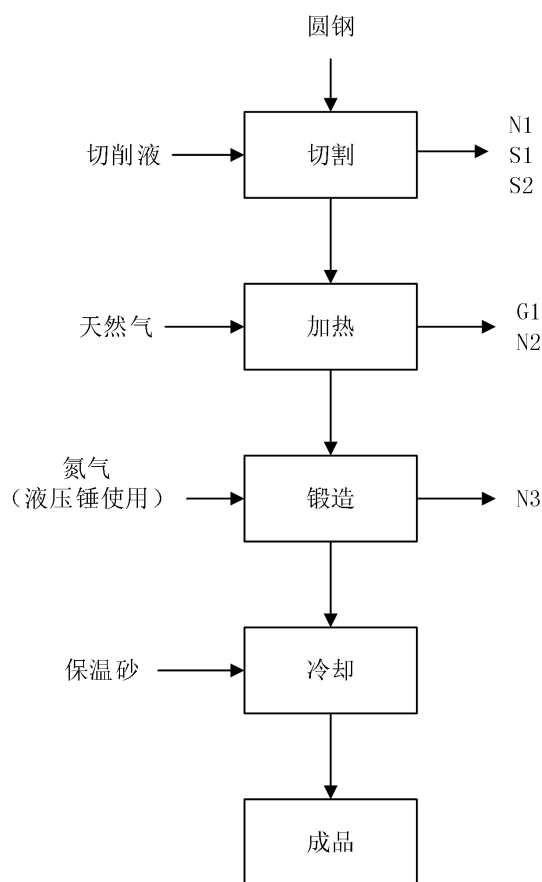 圆钢
切削液
切割
N1
S1
S2
天然气
加热
G1
N2
氮气
（液压锤使用）
锻造
N3
保温砂
冷却
成品